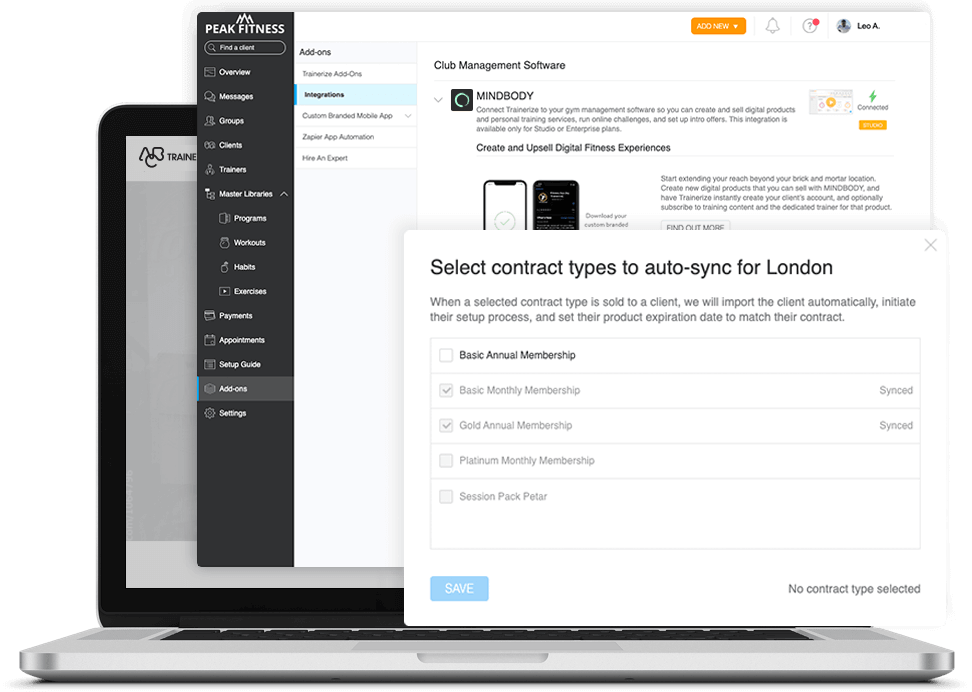 PEAK FITNESS
Find a client
Overview
Messages
Groups
Clients
Trainers
Master Libraries
Programs
Workouts
Habits
Exercises
Payments
Appointments
Setup Guide
Add-ons
Settings
TRAINE
Add-ons
Trainerize Add-Ons
Integrations
Custom Branded Mobile App
Zapier App Automation
Hire An Expert
ADD NEW
Leo A.
Club Management Software
MINDBODY
Connect Trainerize to your gym management software so you can create and sell digital products
and personal training services, run online challenges, and set up intro offers. This integration is
available only for Studio or Enterprise plans.
Connected
STUDIO
Create and Upsell Digital Fitness Experiences
Download your
custom branded
Start extending your reach beyond your brick and mortar location.
Create new digital products that you can sell with MINDBODY, and
have Trainerize instantly create your client's account, and optionally
subscribe to training content and the dedicated trainer for that product.
FIND OUT MORE
Select contract types to auto-sync for London
When a selected contract type is sold to a client, we will import the client automatically, initiate
their setup process, and set their product expiration date to match their contract.
Basic Annual Membership
Basic Monthly Membership Synced
Gold Annual Membership Synced
Platinum Monthly Membership
Session Pack Petar
SAVE
No contract type selected